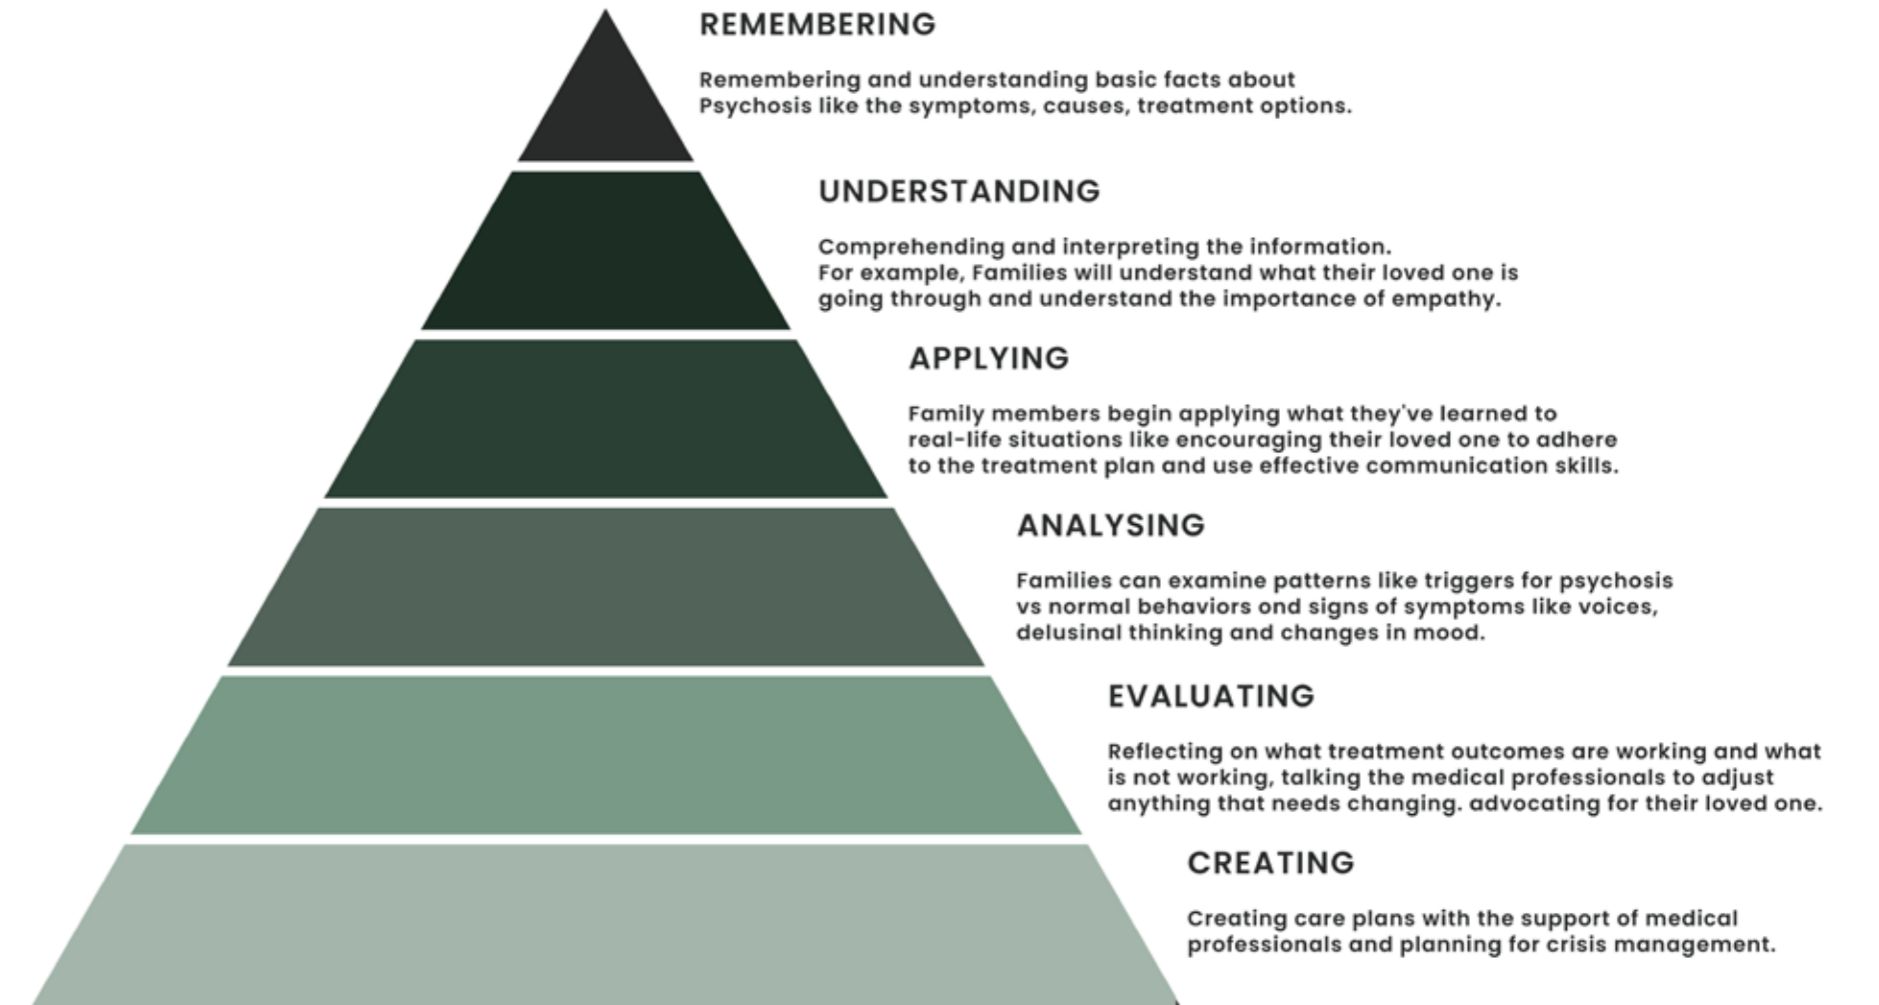 REMEMBERING
Remembering and understanding basic facts about
Psychosis like the symptoms, causes, treatment options.
UNDERSTANDING
Comprehending and interpreting the information.
For example, Families will understand what their loved one is
going through and understand the importance of empathy.
APPLYING
Family members begin applying what they've learned to
real-life situations like encouraging their loved one to adhere
to the treatment plan and use effective communication skills.
ANALYSING
Families can examine patterns like triggers for psychosis
vs normal behaviors ond signs of symptoms like voices,
delusinal thinking and changes in mood.
EVALUATING
Reflecting on what treatment outcomes are working and what
is not working, talking the medical professionals to adjust
anything that needs changing. advocating for their loved one.
CREATING
Creating care plans with the support of medical
professionals and planning for crisis management.